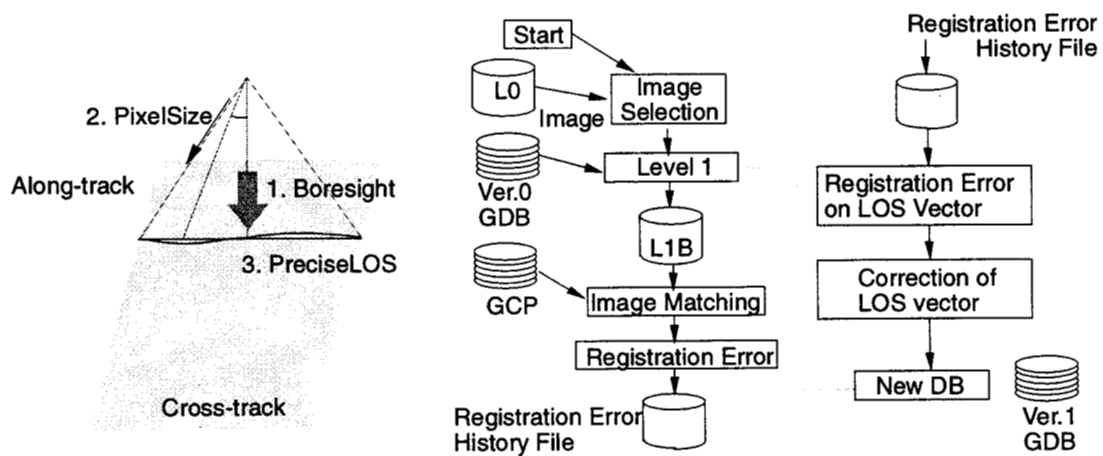 2. PixelSize
Along-track
1. Boresight
3. PreciseLOS
Cross-track
Start
L0
Image
Image
Selection
Ver.0
GDB
Level 1
L1B
GCP
Image Matching
Registration Error
Registration Error
History File
Registration Error
History File
Registration Error
on LOS Vector
Correction of
LOS vector
New DB
Ver.1
GDB